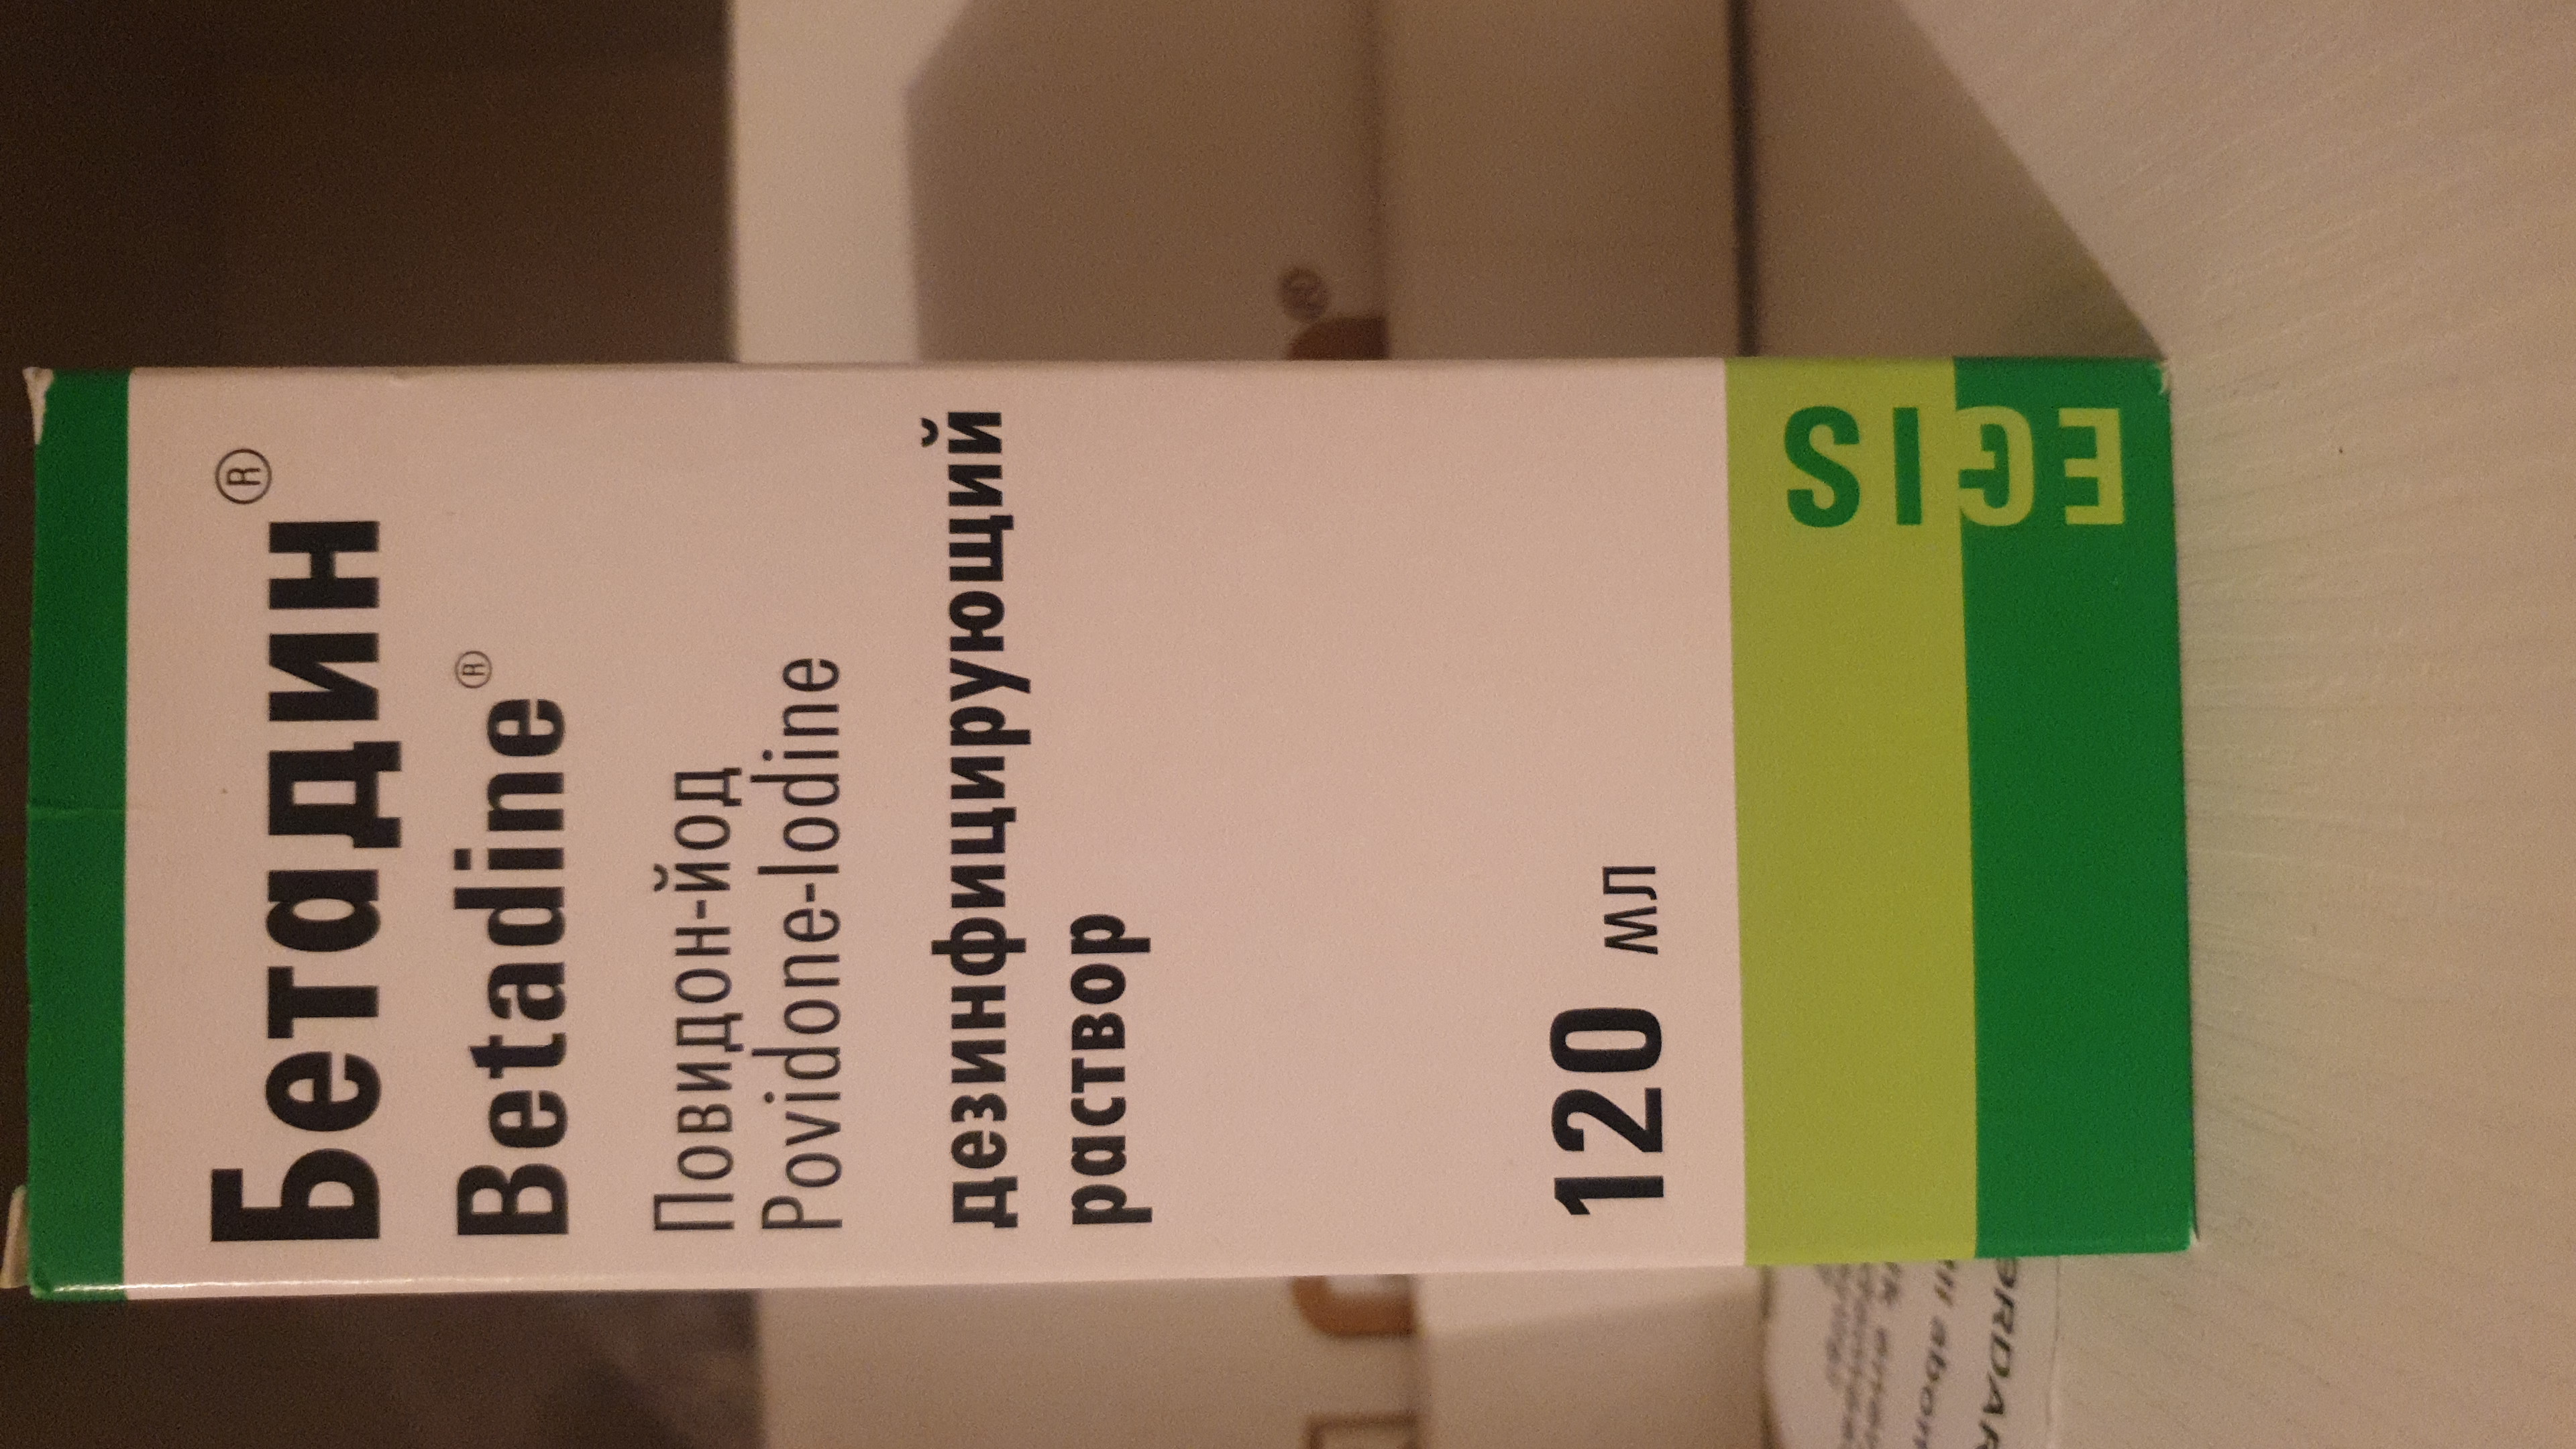 Бетадин®
Betadine®
Повидон-йод
Povidone-Iodine
дезинфицирующий
раствор
120 мл
EGIS